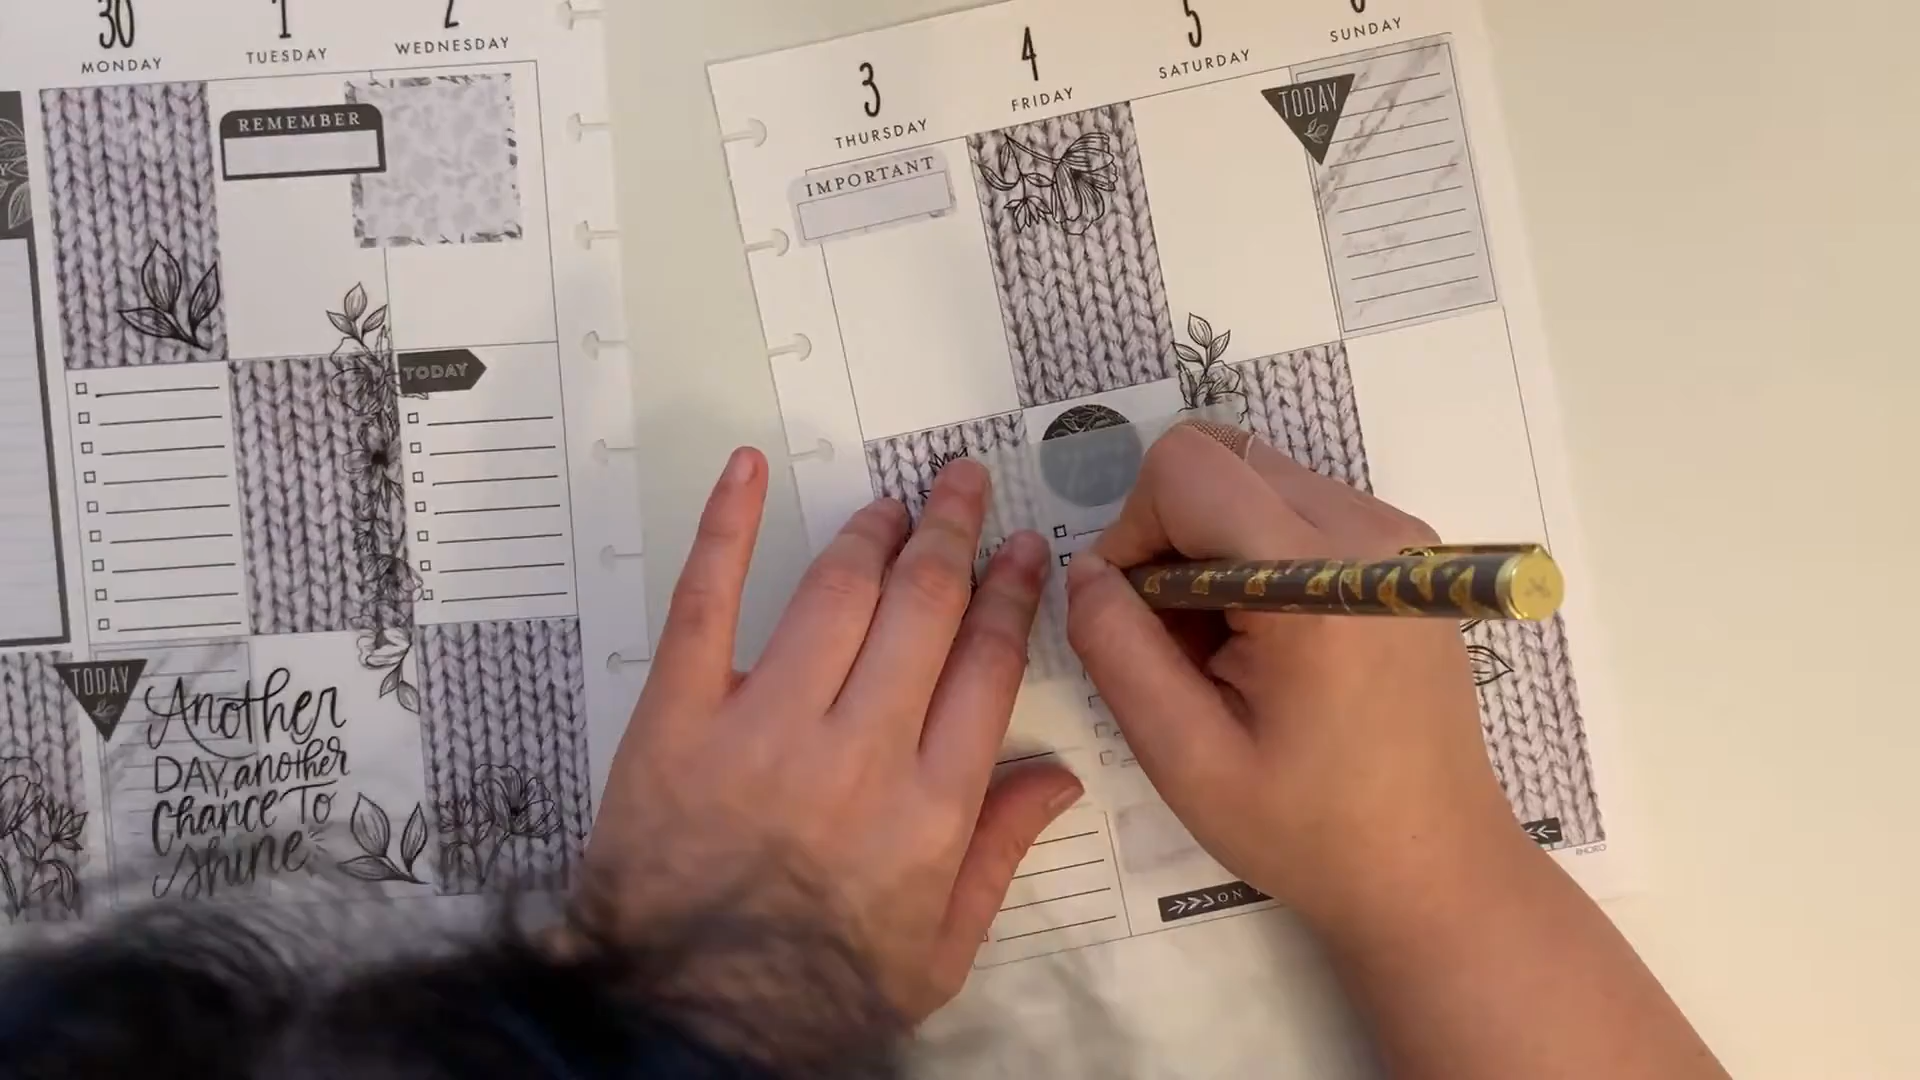 30
MONDAY
1
TUESDAY
2
WEDNESDAY
REMEMBER
TODAY
TODAY
Another
DAY, another
Chance To
Shine
3
THURSDAY
4
FRIDAY
5
SATURDAY
SUNDAY
IMPORTANT
TODAY
ON